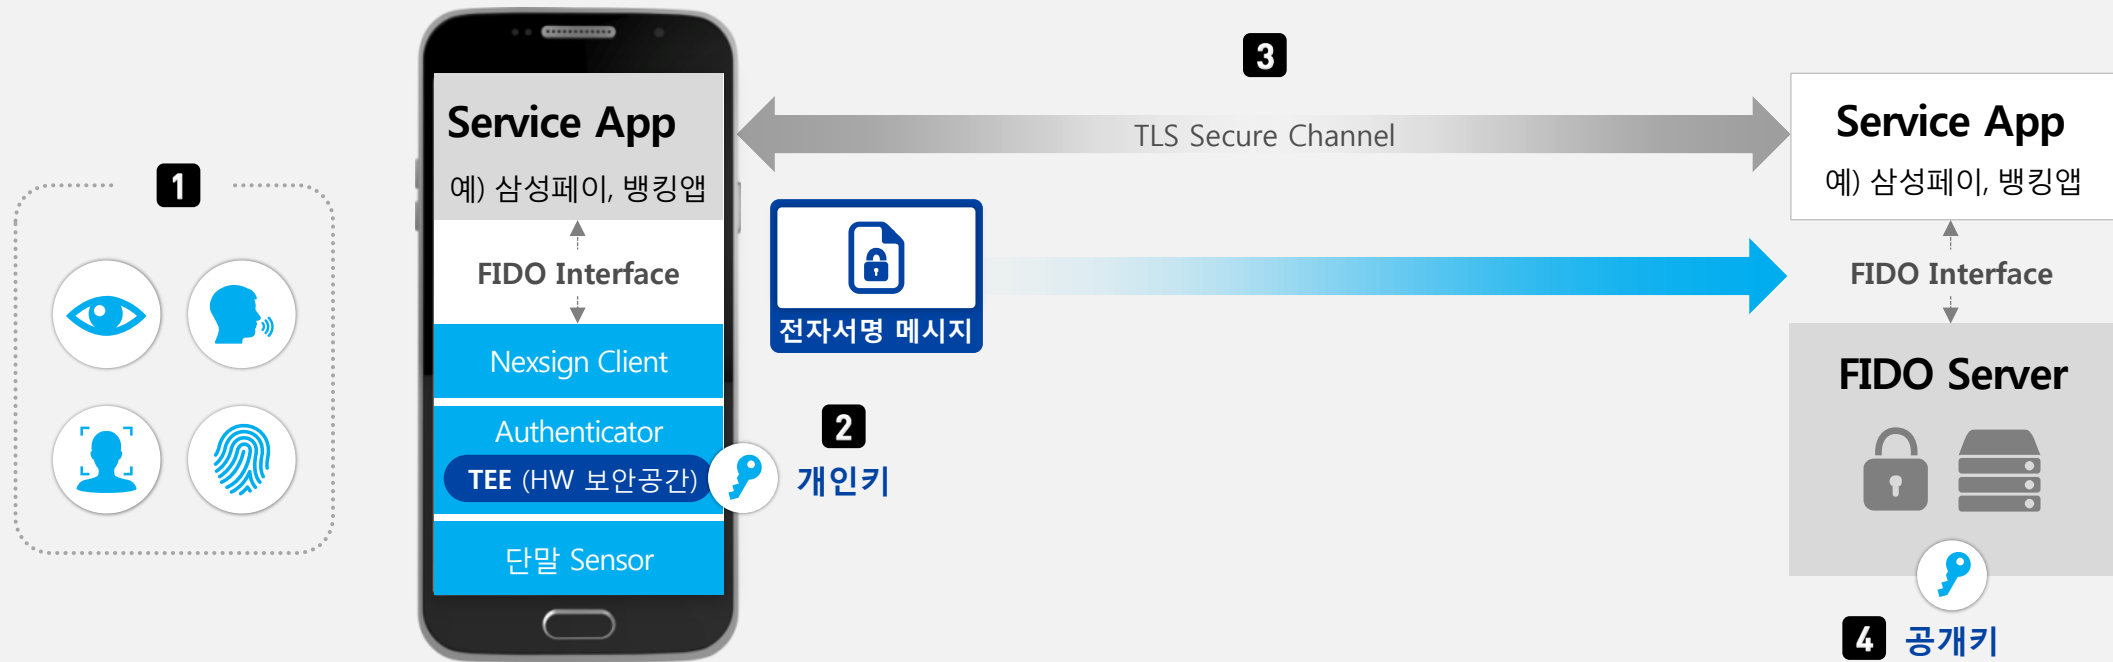 1
Service App
예) 삼성페이, 뱅킹앱
FIDO Interface
Nexsign Client
Authenticator
TEE (HW 보안공간)
단말 Sensor
2
개인키
3
TLS Secure Channel
전자서명 메시지
Service App
예) 삼성페이, 뱅킹앱
FIDO Interface
FIDO Server
4 공개키